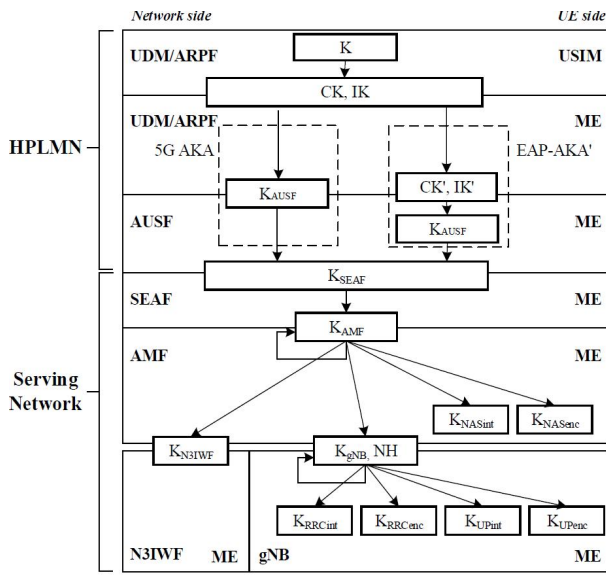 Network side
UE side
UDM/ARPF
K
USIM
CK, IK
UDM/ARPF
ME
HPLMN
5G AKA
EAP-AKA'
KAUSF
CK', IK'
AUSF
KAUSF
ME
KSEAF
SEAF
ME
KAMF
AMF
ME
Serving
Network
KNASint
KNASenc
KN3IWF
KgNB, NH
KRRCint
KRRCenc
KUPint
KUPenc
N3IWF
ME
gNB
ME